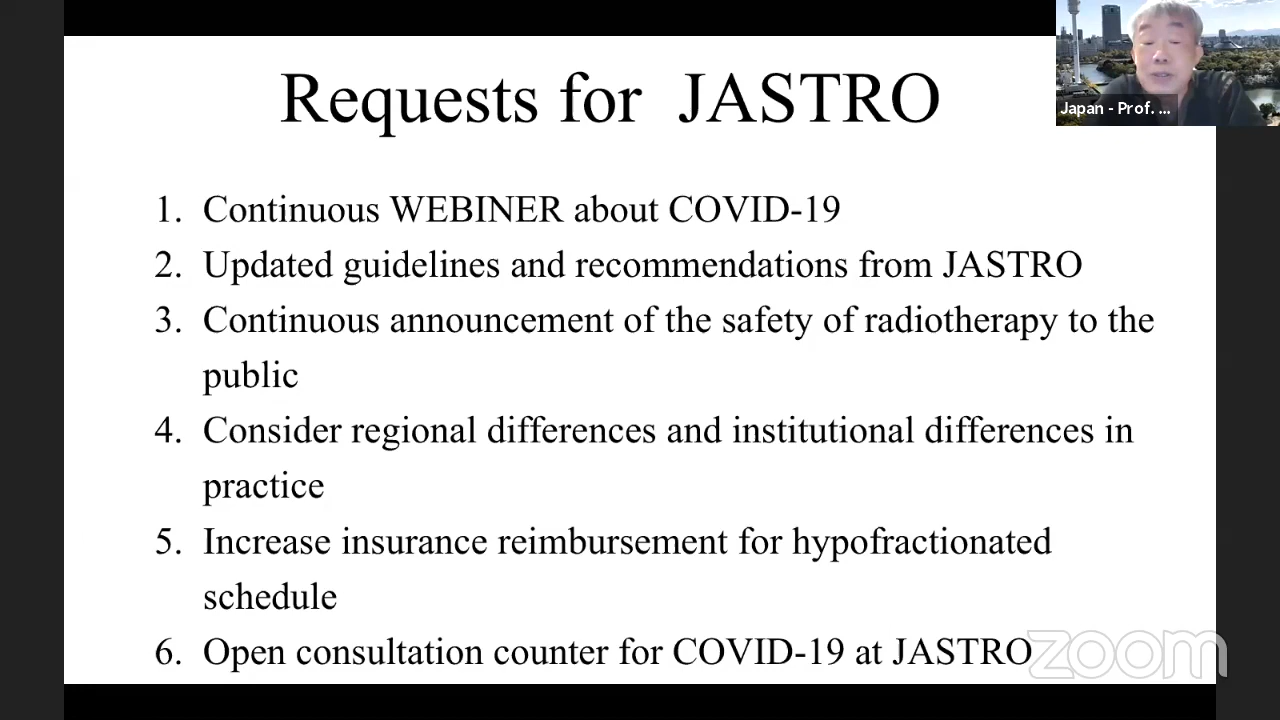 Requests for JASTRO
Japan - Prof. ...
1. Continuous WEBINER about COVID-19
2. Updated guidelines and recommendations from JASTRO
3. Continuous announcement of the safety of radiotherapy to the
public
4. Consider regional differences and institutional differences in
practice
5. Increase insurance reimbursement for hypofractionated
schedule
6. Open consultation counter for COVID-19 at JASTRO
zoom